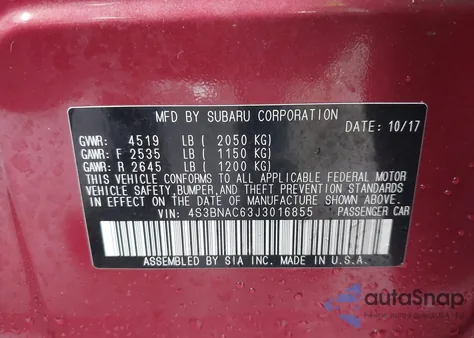 MFD BY SUBARU CORPORATION
DATE: 10/17
GVWR: 4519 LB ( 2050 KG)
GAWR: F 2535 LB ( 1150 KG)
GAWR: R 2645 LB ( 1200 KG)
THIS VEHICLE CONFORMS TO ALL APPLICABLE FEDERAL MOTOR
VEHICLE SAFETY, BUMPER, AND THEFT PREVENTION STANDARDS
IN EFFECT ON THE DATE OF MANUFACTURE SHOWN ABOVE.
VIN: 4S3BNAC63J3016855 PASSENGER CAR
ASSEMBLED BY SIA INC. MADE IN U.S.A.
autoSnap